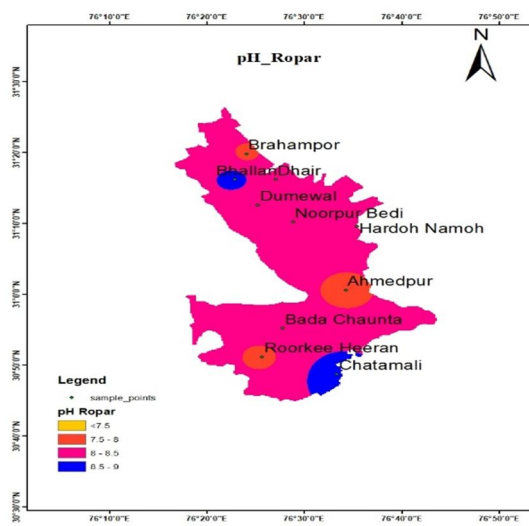 76°10'0"E 76°20'0"E 76°30'0"E 76°40'0"E 76°50'0"E
N
pH_Ropar
31°30'0"N
31°20'0"N
31°10'0"N
31°0'0"N
30°50'0"N
30°40'0"N
30°30'0"N
Brahampor
BhallanDhair
Dumewal
Noorpur Bedi
Hardoh Namoh
Ahmedpur
Bada Chaunta
Roorkee Heeran
Chatamali
Legend
sample_points
pH Ropar
<7.5
7.5 - 8
8 - 8.5
8.5 - 9
76°10'0"E 76°20'0"E 76°30'0"E 76°40'0"E 76°50'0"E